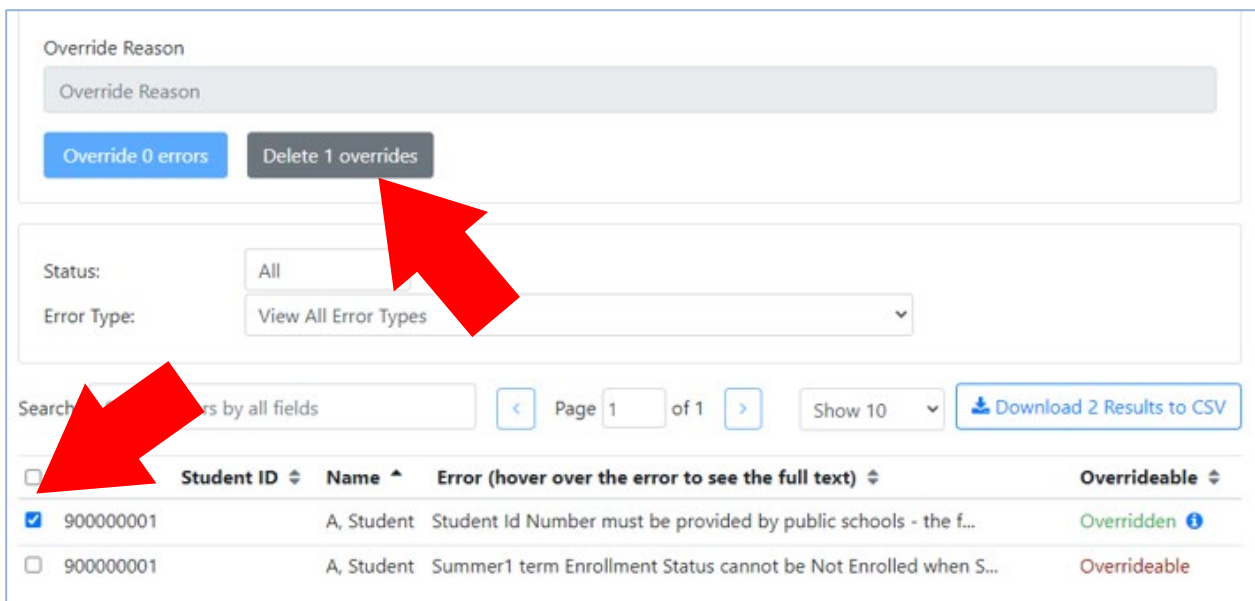 Override Reason
Override Reason
Override 0 errors Delete 1 overrides
Status: All
Error Type: View All Error Types
Search by all fields Page 1 of 1 Show 10 Download 2 Results to CSV
Student ID Name Error (hover over the error to see the full text) Overrideable
900000001 A, Student Student Id Number must be provided by public schools - the f... Overridden
900000001 A, Student Summer1 term Enrollment Status cannot be Not Enrolled when S... Overrideable